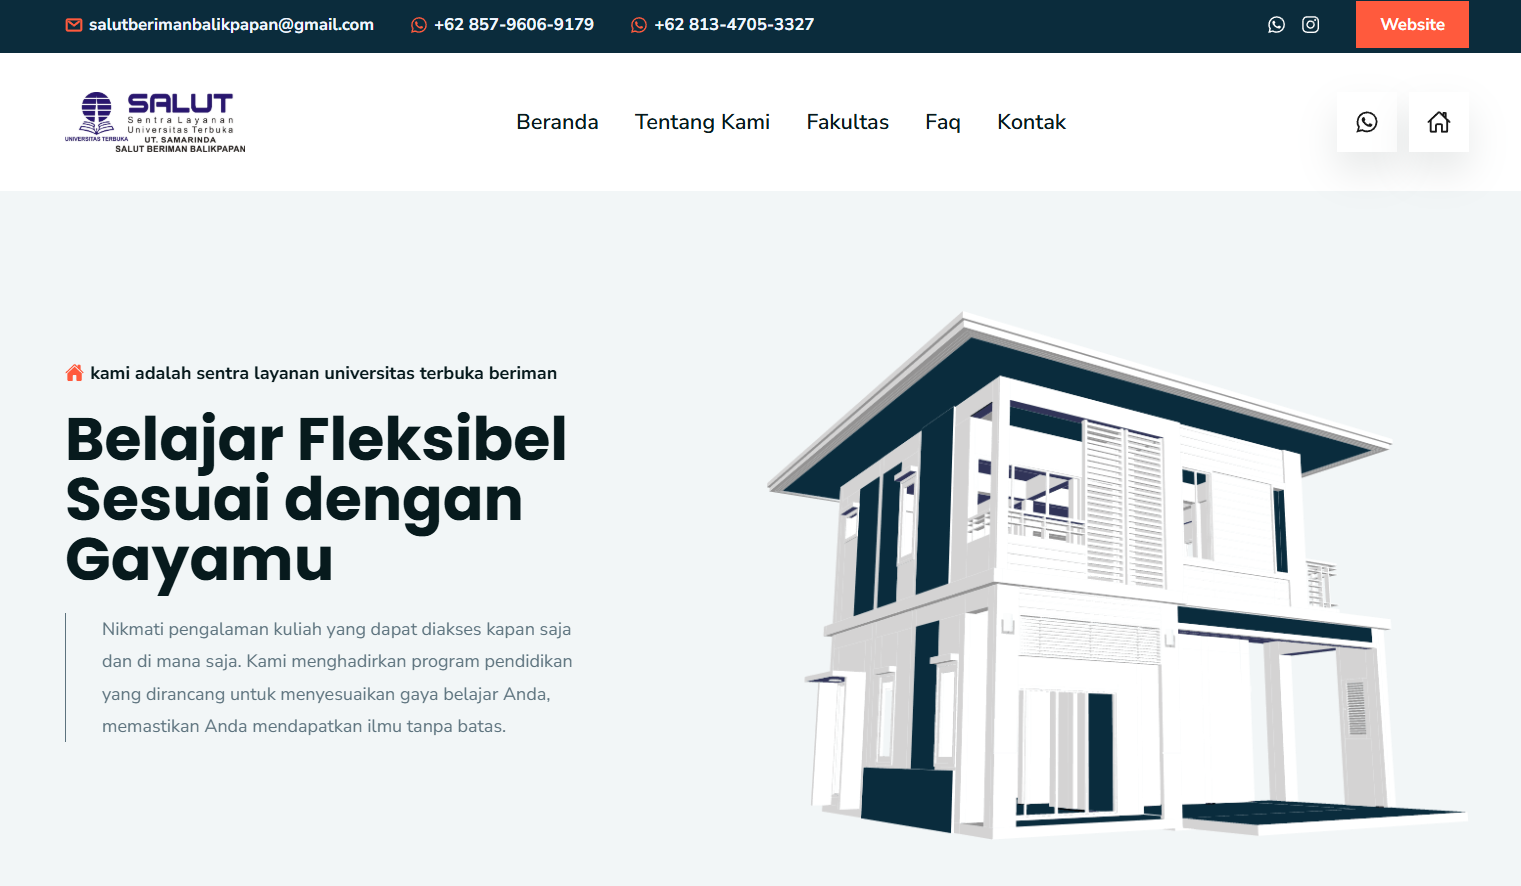 salutberimanbalikpapan@gmail.com +62 857-9606-9179 +62 813-4705-3327 Website
SALUT
Sentra Layanan
Universitas Terbuka
UNIVERSITAS TERBUKA
UT. SAMARINDA
SALUT BERIMAN BALIKPAPAN
Beranda Tentang Kami Fakultas Faq Kontak
kami adalah sentra layanan universitas terbuka beriman
Belajar Fleksibel
Sesuai dengan
Gayamu
Nikmati pengalaman kuliah yang dapat diakses kapan saja
dan di mana saja. Kami menghadirkan program pendidikan
yang dirancang untuk menyesuaikan gaya belajar Anda,
memastikan Anda mendapatkan ilmu tanpa batas.